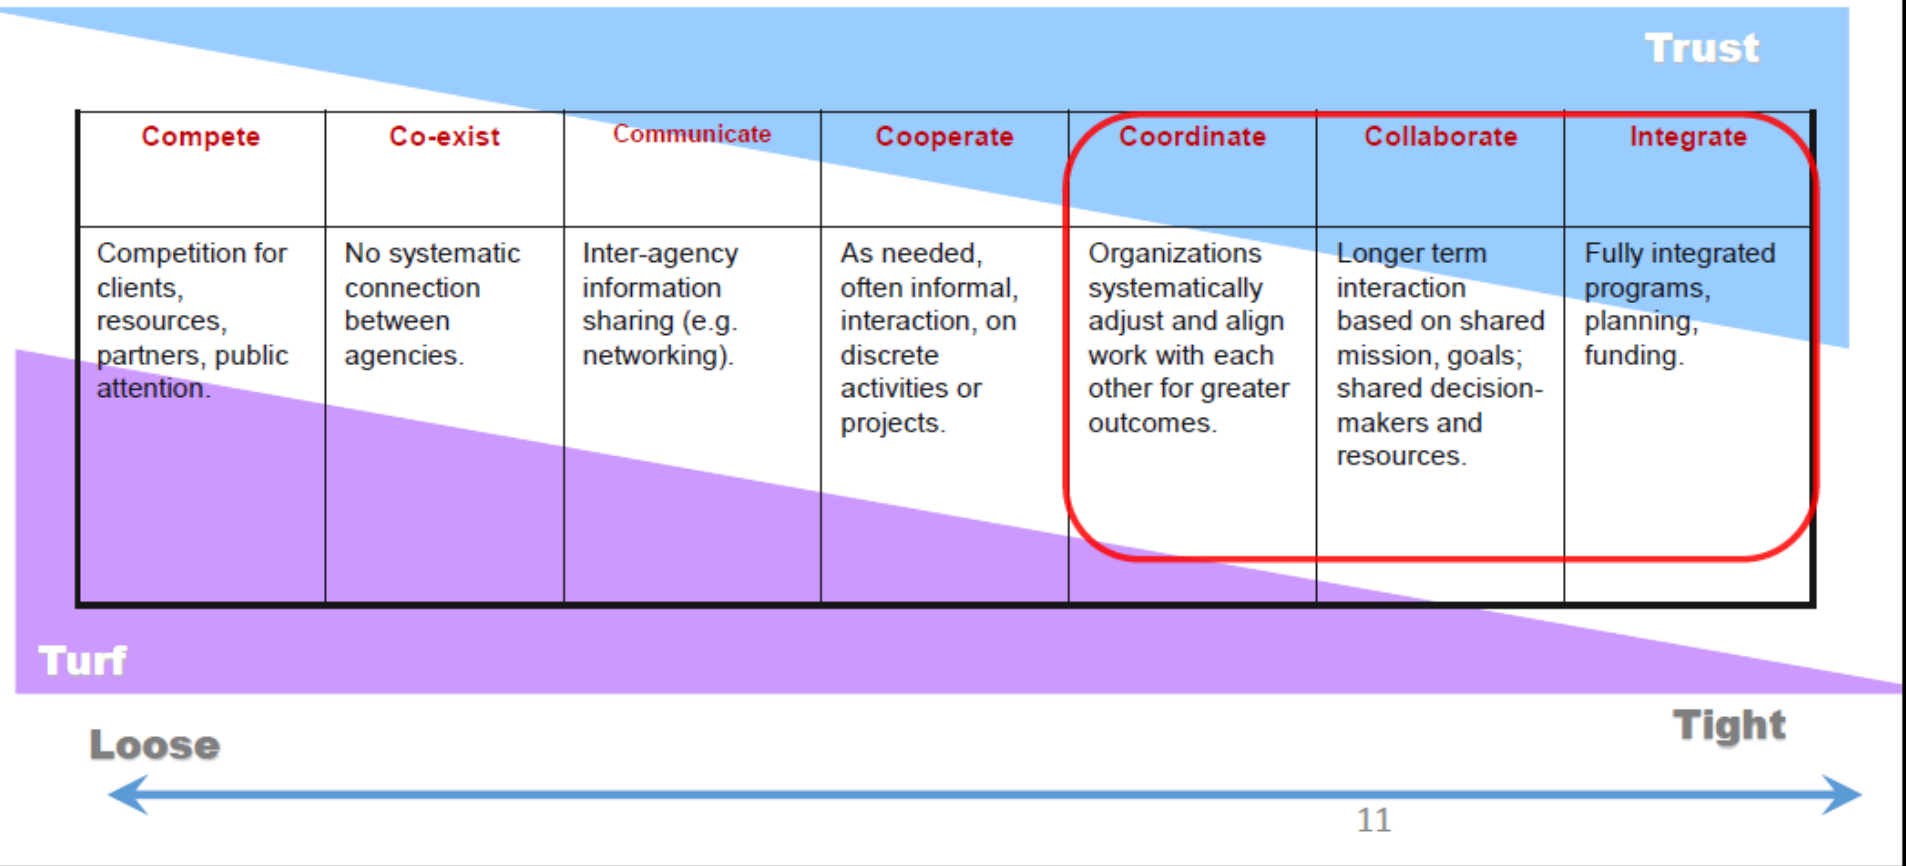 Trust
Compete
Co-exist
Communicate
Cooperate
Coordinate
Collaborate
Integrate
Competition for
clients,
resources,
partners, public
attention.
No systematic
connection
between
agencies.
Inter-agency
information
sharing (e.g.
networking).
As needed,
often informal,
interaction, on
discrete
activities or
projects.
Organizations
systematically
adjust and align
work with each
other for greater
outcomes.
Longer term
interaction
based on shared
mission, goals;
shared decision-
makers and
resources.
Fully integrated
programs,
planning,
funding.
Turf
Loose
Tight
11